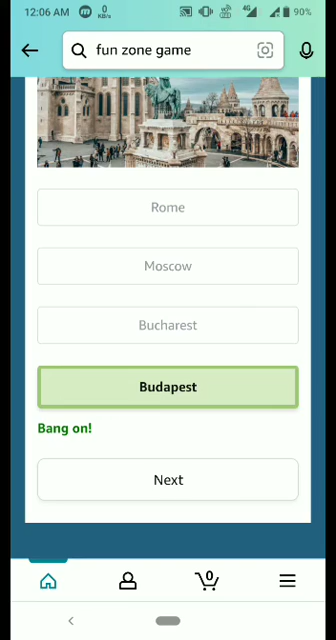 12:06 AM 0 KB/s 4G 90%
fun zone game
Rome
Moscow
Bucharest
Budapest
Bang on!
Next
0